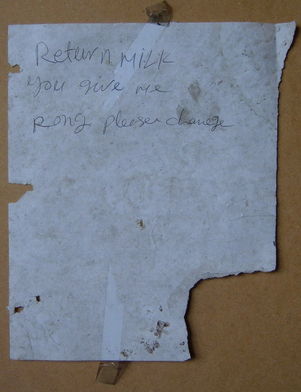 Return MILK
you give me
RONG pleaser change